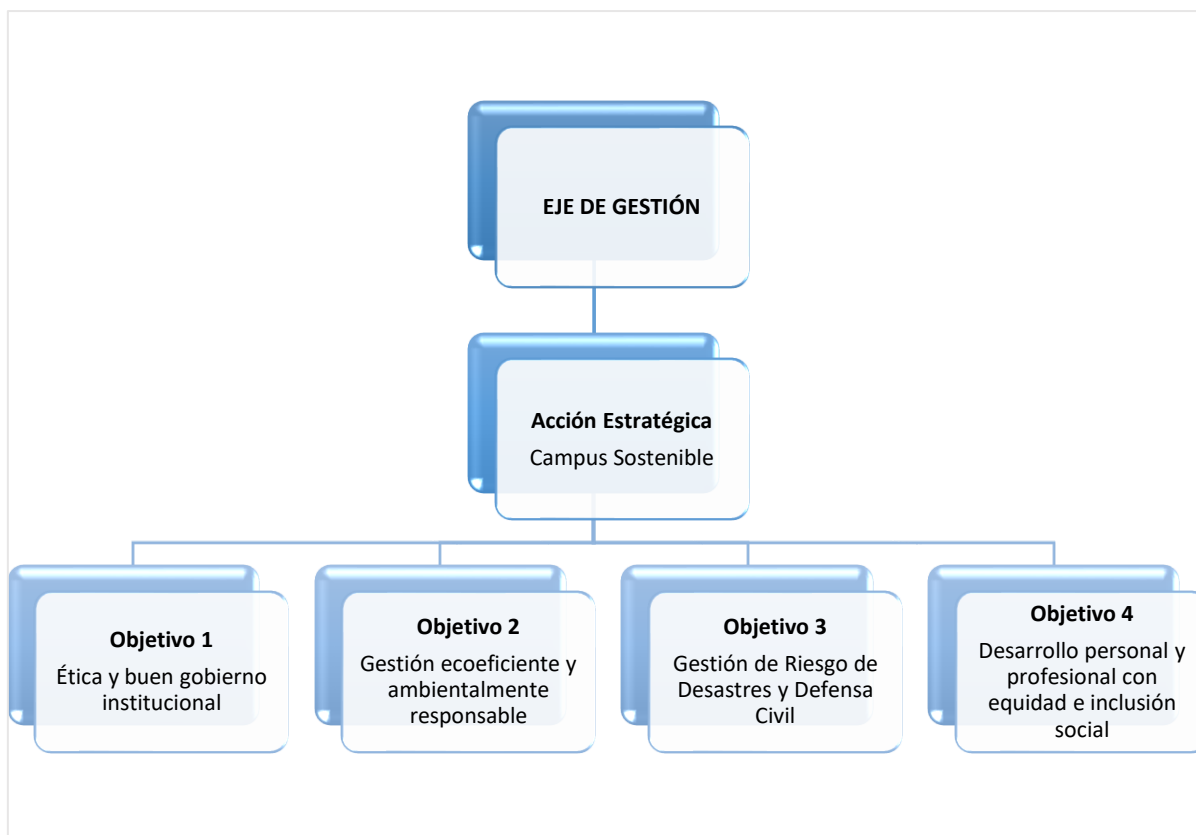 EJE DE GESTIÓN
Acción Estratégica
Campus Sostenible
Objetivo 1
Ética y buen gobierno
institucional
Objetivo 2
Gestión ecoeficiente y
ambientalmente
responsable
Objetivo 3
Gestión de Riesgo de
Desastres y Defensa
Civil
Objetivo 4
Desarrollo personal y
profesional con
equidad e inclusión
social